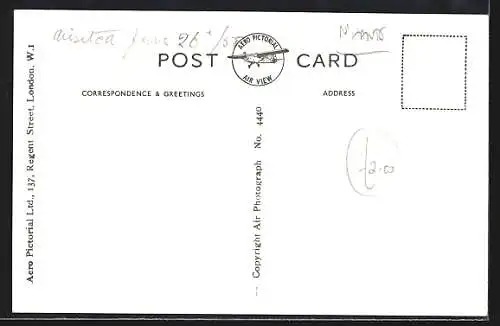 visited June 26
POST CARD
AERO PICTORIAL
AIR VIEW
CORRESPONDENCE & GREETINGS
ADDRESS
Aero Pictorial Ltd., 137, Regent Street, London, W.1
Copyright Air Photograph No. 4440
£2.00